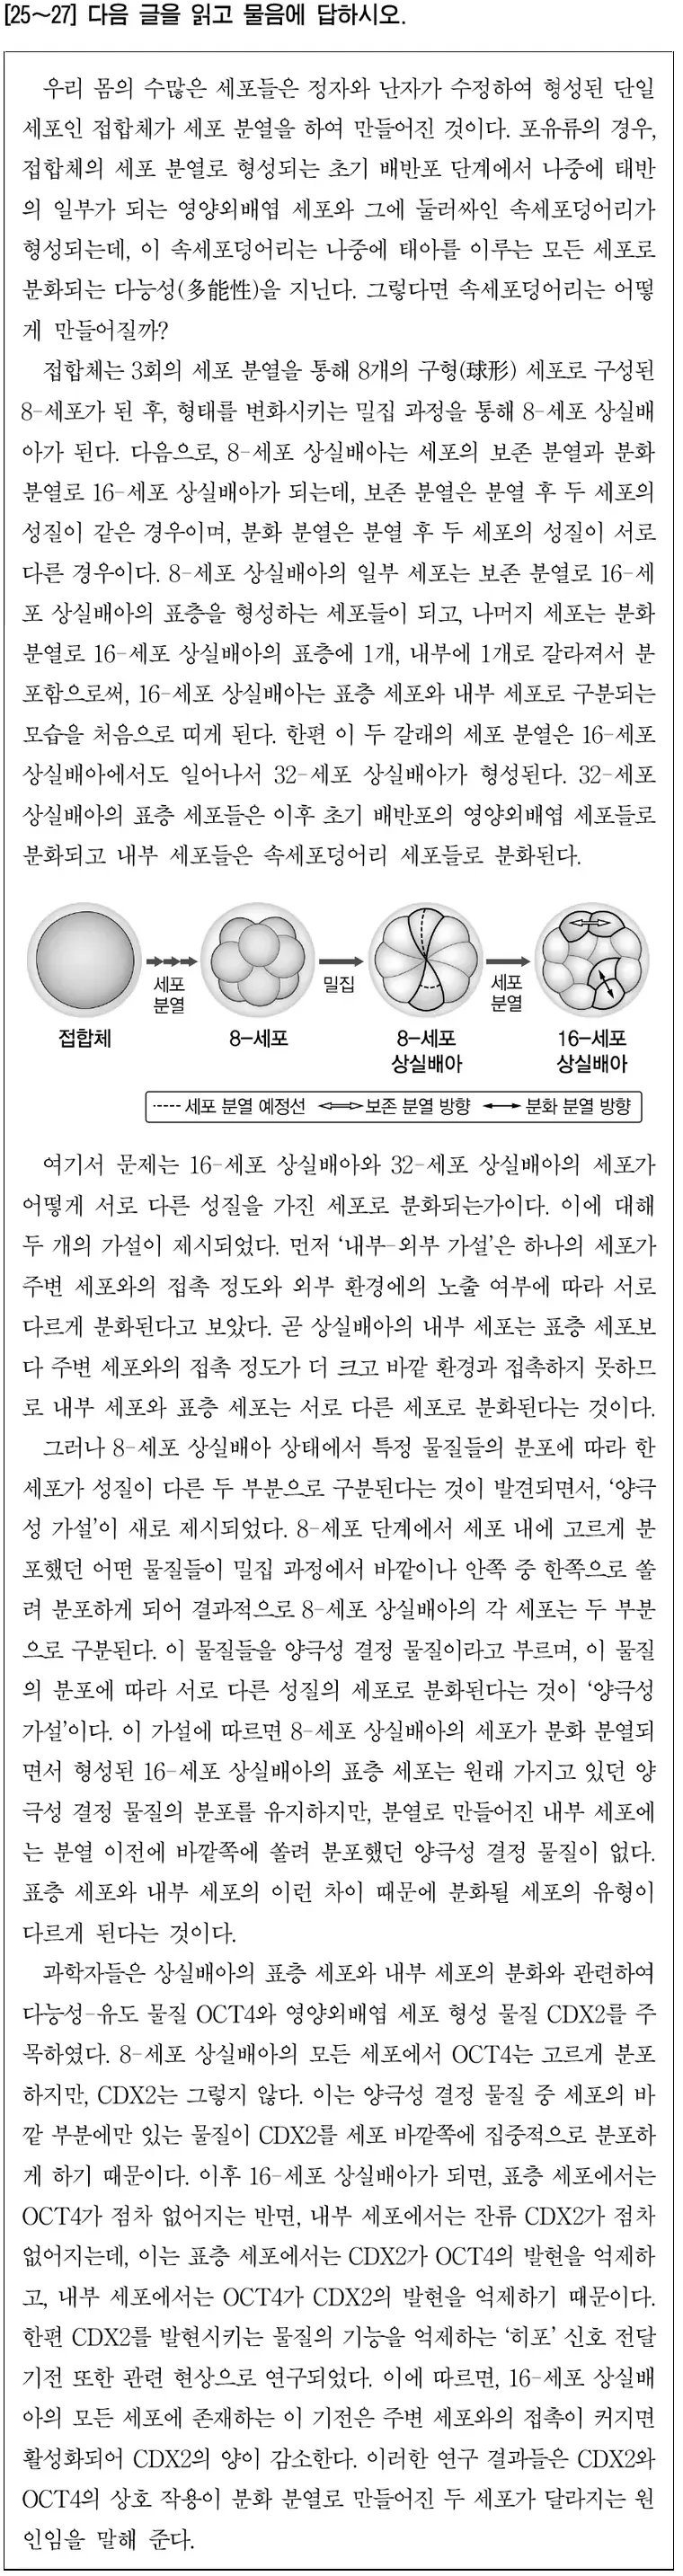 [25~27] 다음 글을 읽고 물음에 답하시오.
우리 몸의 수많은 세포들은 정자와 난자가 수정하여 형성된 단일
세포인 접합체가 세포 분열을 하여 만들어진 것이다. 포유류의 경우,
접합체의 세포 분열로 형성되는 초기 배반포 단계에서 나중에 태반
의 일부가 되는 영양외배엽 세포와 그에 둘러싸인 속세포덩어리가
형성되는데, 이 속세포덩어리는 나중에 태아를 이루는 모든 세포로
분화되는 다능성(多能性)을 지닌다. 그렇다면 속세포덩어리는 어떻
게 만들어질까?
접합체는 3회의 세포 분열을 통해 8개의 구형(球形) 세포로 구성된
8-세포가 된 후, 형태를 변화시키는 밀집 과정을 통해 8-세포 상실배
아가 된다. 다음으로, 8-세포 상실배아는 세포의 보존 분열과 분화
분열로 16-세포 상실배아가 되는데, 보존 분열은 분열 후 두 세포의
성질이 같은 경우이며, 분화 분열은 분열 후 두 세포의 성질이 서로
다른 경우이다. 8-세포 상실배아의 일부 세포는 보존 분열로 16-세
포 상실배아의 표층을 형성하는 세포들이 되고, 나머지 세포는 분화
분열로 16-세포 상실배아의 표층에 1개, 내부에 1개로 갈라져서 분
포함으로써, 16-세포 상실배아는 표층 세포와 내부 세포로 구분되는
모습을 처음으로 띠게 된다. 한편 이 두 갈래의 세포 분열은 16-세포
상실배아에서도 일어나서 32-세포 상실배아가 형성된다. 32-세포
상실배아의 표층 세포들은 이후 초기 배반포의 영양외배엽 세포들로
분화되고 내부 세포들은 속세포덩어리 세포들로 분화된다.
세포
분열
밀집
세포
분열
접합체
8-세포
8-세포
상실배아
16-세포
상실배아
세포 분열 예정선 보존 분열 방향 분화 분열 방향
여기서 문제는 16-세포 상실배아와 32-세포 상실배아의 세포가
어떻게 서로 다른 성질을 가진 세포로 분화되는가이다. 이에 대해
두 개의 가설이 제시되었다. 먼저 ‘내부-외부 가설’은 하나의 세포가
주변 세포와의 접촉 정도와 외부 환경에의 노출 여부에 따라 서로
다르게 분화된다고 보았다. 곧 상실배아의 내부 세포는 표층 세포보
다 주변 세포와의 접촉 정도가 더 크고 바깥 환경과 접촉하지 못하므
로 내부 세포와 표층 세포는 서로 다른 세포로 분화된다는 것이다.
그러나 8-세포 상실배아 상태에서 특정 물질들의 분포에 따라 한
세포가 성질이 다른 두 부분으로 구분된다는 것이 발견되면서, ‘양극
성 가설’이 새로 제시되었다. 8-세포 단계에서 세포 내에 고르게 분
포했던 어떤 물질들이 밀집 과정에서 바깥이나 안쪽 중 한쪽으로 쏠
려 분포하게 되어 결과적으로 8-세포 상실배아의 각 세포는 두 부분
으로 구분된다. 이 물질들을 양극성 결정 물질이라고 부르며, 이 물질
의 분포에 따라 서로 다른 성질의 세포로 분화된다는 것이 ‘양극성
가설’이다. 이 가설에 따르면 8-세포 상실배아의 세포가 분화 분열되
면서 형성된 16-세포 상실배아의 표층 세포는 원래 가지고 있던 양
극성 결정 물질의 분포를 유지하지만, 분열로 만들어진 내부 세포에
는 분열 이전에 바깥쪽에 쏠려 분포했던 양극성 결정 물질이 없다.
표층 세포와 내부 세포의 이런 차이 때문에 분화될 세포의 유형이
다르게 된다는 것이다.
과학자들은 상실배아의 표층 세포와 내부 세포의 분화와 관련하여
다능성-유도 물질 OCT4와 영양외배엽 세포 형성 물질 CDX2를 주
목하였다. 8-세포 상실배아의 모든 세포에서 OCT4는 고르게 분포
하지만, CDX2는 그렇지 않다. 이는 양극성 결정 물질 중 세포의 바
깥 부분에만 있는 물질이 CDX2를 세포 바깥쪽에 집중적으로 분포하
게 하기 때문이다. 이후 16-세포 상실배아가 되면, 표층 세포에서는
OCT4가 점차 없어지는 반면, 내부 세포에서는 잔류 CDX2가 점차
없어지는데, 이는 표층 세포에서는 CDX2가 OCT4의 발현을 억제하
고, 내부 세포에서는 OCT4가 CDX2의 발현을 억제하기 때문이다.
한편 CDX2를 발현시키는 물질의 기능을 억제하는 ‘히포’ 신호 전달
기전 또한 관련 현상으로 연구되었다. 이에 따르면, 16-세포 상실배
아의 모든 세포에 존재하는 이 기전은 주변 세포와의 접촉이 커지면
활성화되어 CDX2의 양이 감소한다. 이러한 연구 결과들은 CDX2와
OCT4의 상호 작용이 분화 분열로 만들어진 두 세포가 달라지는 원
인임을 말해 준다.